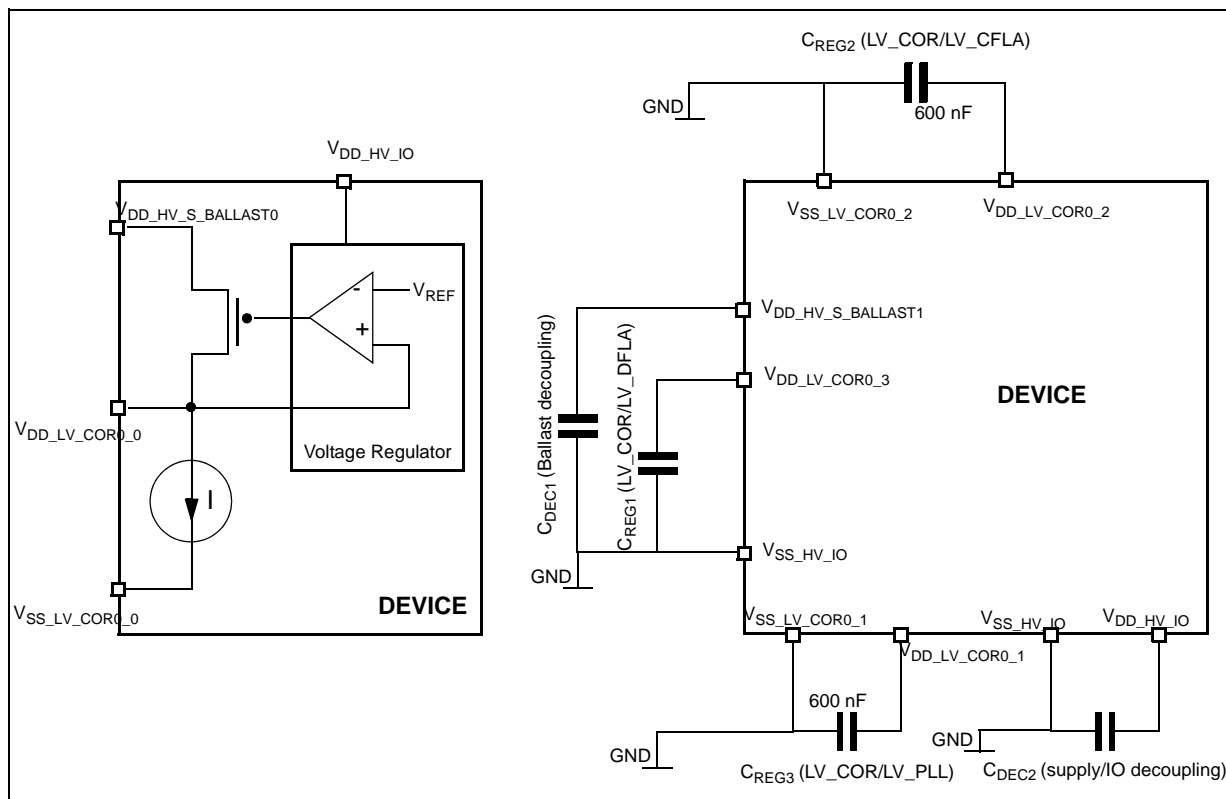 VDD_HV_IO
VDD_HV_S_BALLAST0
-
VREF
+
VDD_LV_COR0_0
Voltage Regulator
I
VSS_LV_COR0_0
DEVICE
CREG2 (LV_COR/LV_CFLA)
GND
600 nF
VSS_LV_COR0_2
VDD_LV_COR0_2
VDD_HV_S_BALLAST1
VDD_LV_COR0_3
DEVICE
CDEC1 (Ballast decoupling)
CREG1 (LV_COR/LV_DFLA)
VSS_HV_IO
GND
VSS_LV_COR0_1
VDD_LV_COR0_1
VSS_HV_IO
VDD_HV_IO
600 nF
GND
GND
CREG3 (LV_COR/LV_PLL)
CDEC2 (supply/IO decoupling)